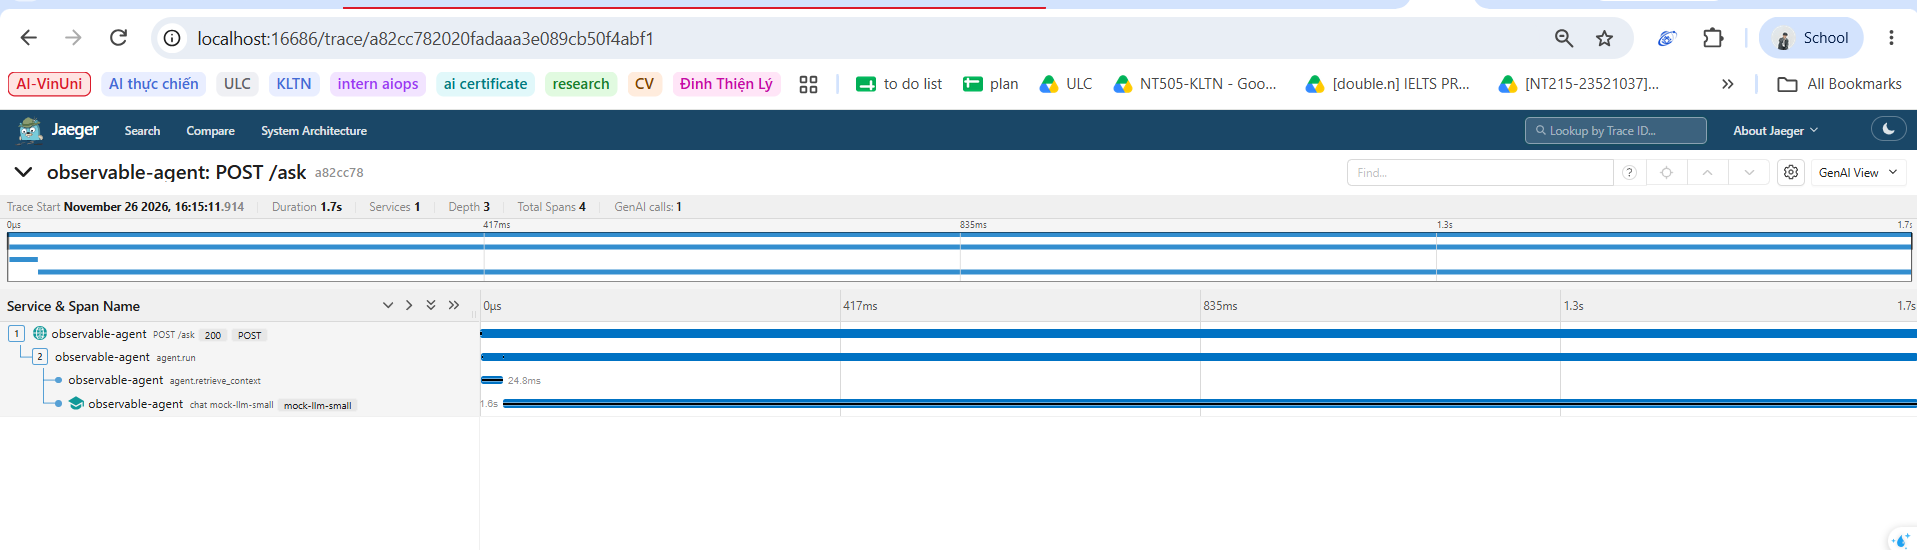 localhost:16686/trace/a82cc782020fadaaa3e089cb50f4abf1
School
AI-VinUni AI thực chiến ULC KLTN intern aiops ai certificate research CV Đinh Thiện Lý to do list plan ULC NT505-KLTN - Goo... [double.n] IELTS PR... [NT215-23521037]... » All Bookmarks
Jaeger Search Compare System Architecture Lookup by Trace ID... About Jaeger
observable-agent: POST /ask a82cc78 Find... ? GenAI View
Trace Start November 26 2026, 16:15:11.914 Duration 1.7s Services 1 Depth 3 Total Spans 4 GenAI calls: 1
0μs 417ms 835ms 1.3s 1.7s
Service & Span Name 0μs 417ms 835ms 1.3s 1.7s
1 observable-agent POST /ask 200 POST
2 observable-agent agent.run
observable-agent agent.retrieve_context 24.8ms
observable-agent chat mock-llm-small mock-llm-small 1.6s